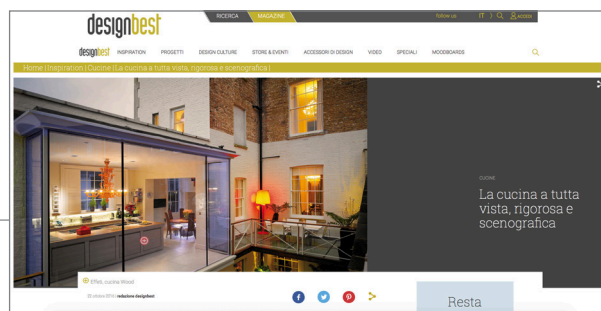 designbest
RICERCA
MAGAZINE
follow us
IT
ACCEDI
designbest
INSPIRATION
PROGETTI
DESIGN CULTURE
STORE & EVENTI
ACCESSORI DI DESIGN
VIDEO
SPECIALI
MOODBOARDS
Home | Inspiration | Cucine | La cucina a tutta vista, rigorosa e scenografica |
CUCINE
La cucina a tutta
vista, rigorosa e
scenografica
Effeti, cucina Wood
redazione designbest
Resta